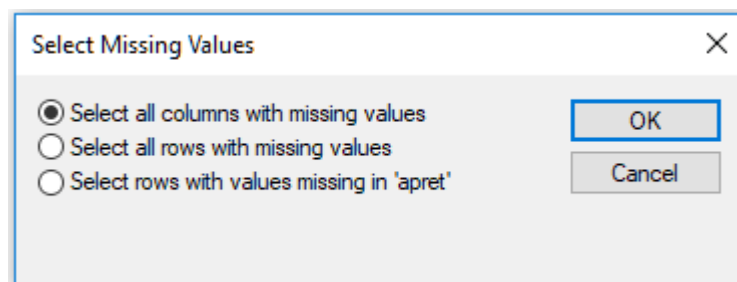 Select Missing Values
Select all columns with missing values
OK
Select all rows with missing values
Cancel
Select rows with values missing in 'apret'